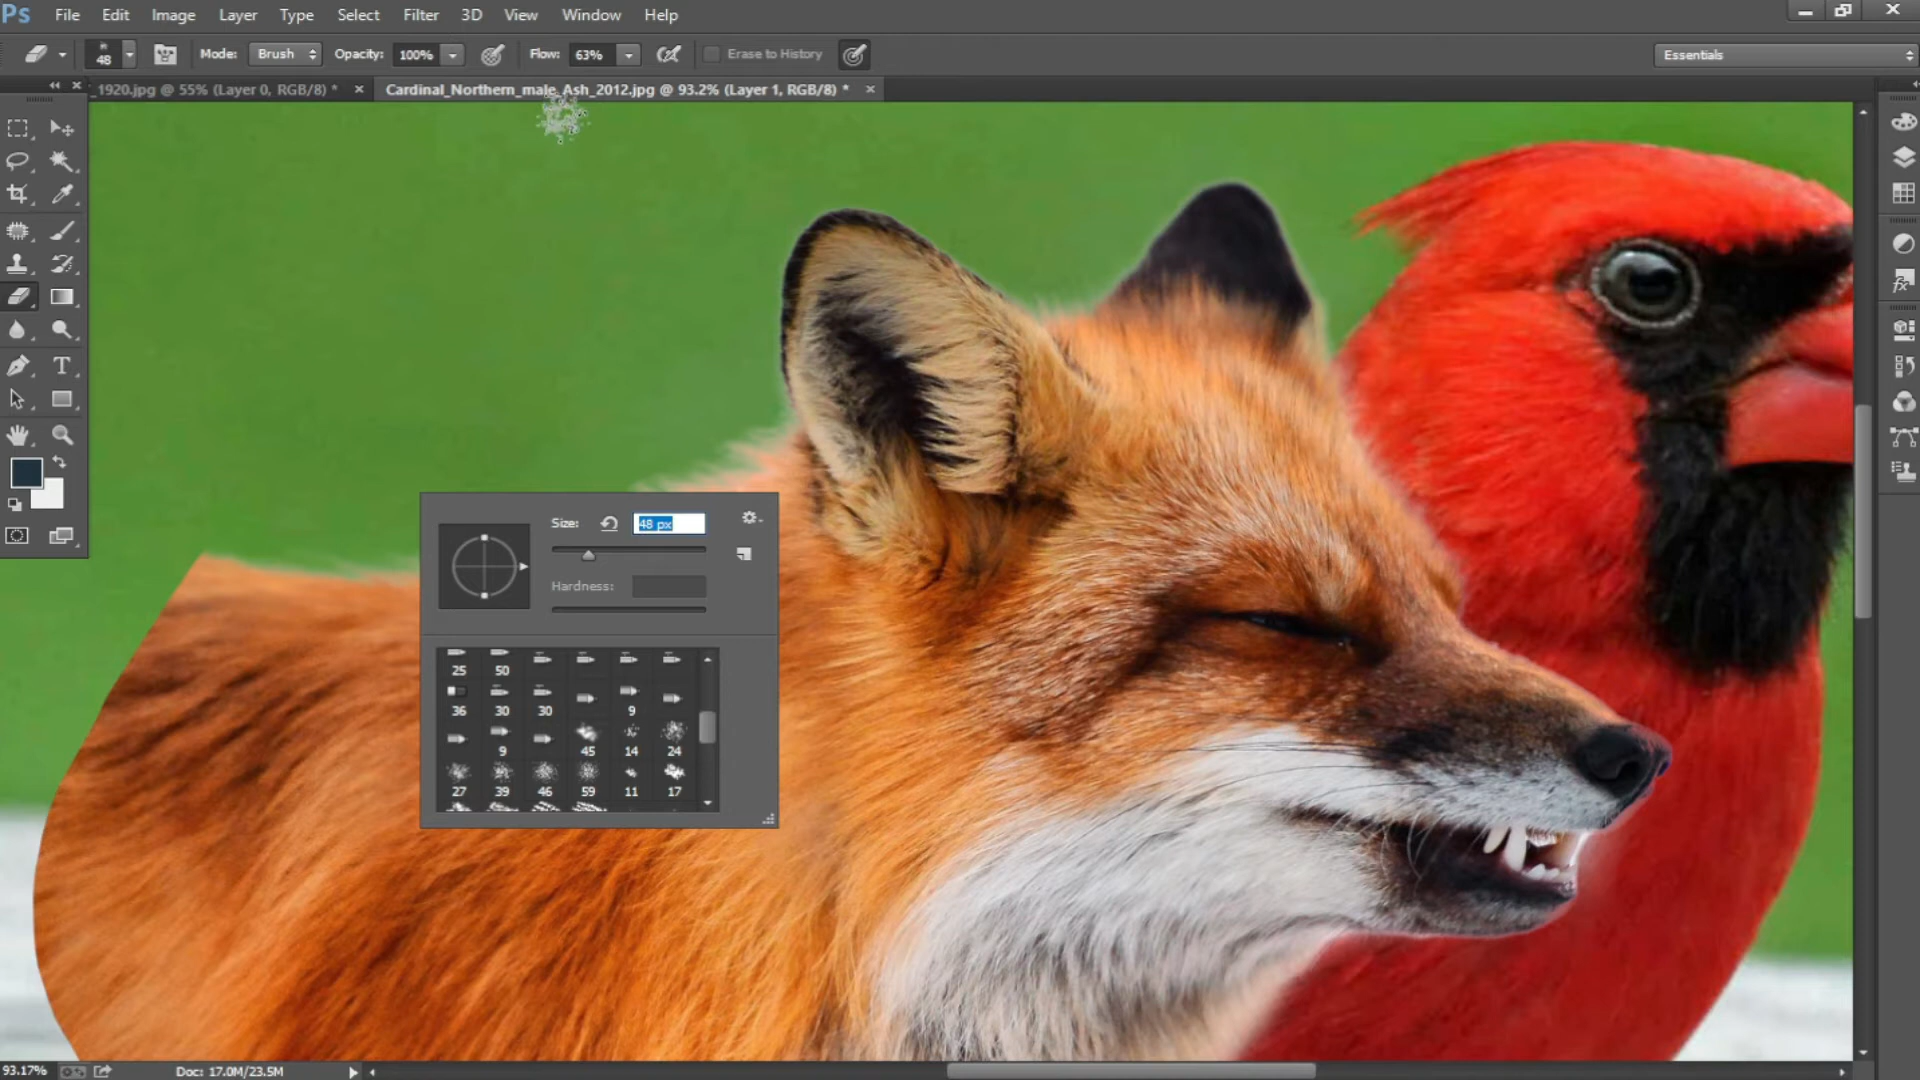 Ps File Edit Image Layer Type Select Filter 3D View Window Help
48 Mode: Brush Opacity: 100% Flow: 63% Erase to History Essentials
_1920.jpg @ 55% (Layer 0, RGB/8) * × Cardinal_Northern_male_Ash_2012.jpg @ 93.2% (Layer 1, RGB/8) * ×
T
Size: 48 px
Hardness:
25 50
36 30 30 9
9 45 14 24
27 39 46 59 11 17
93.17% Doc: 17.0M/23.5M